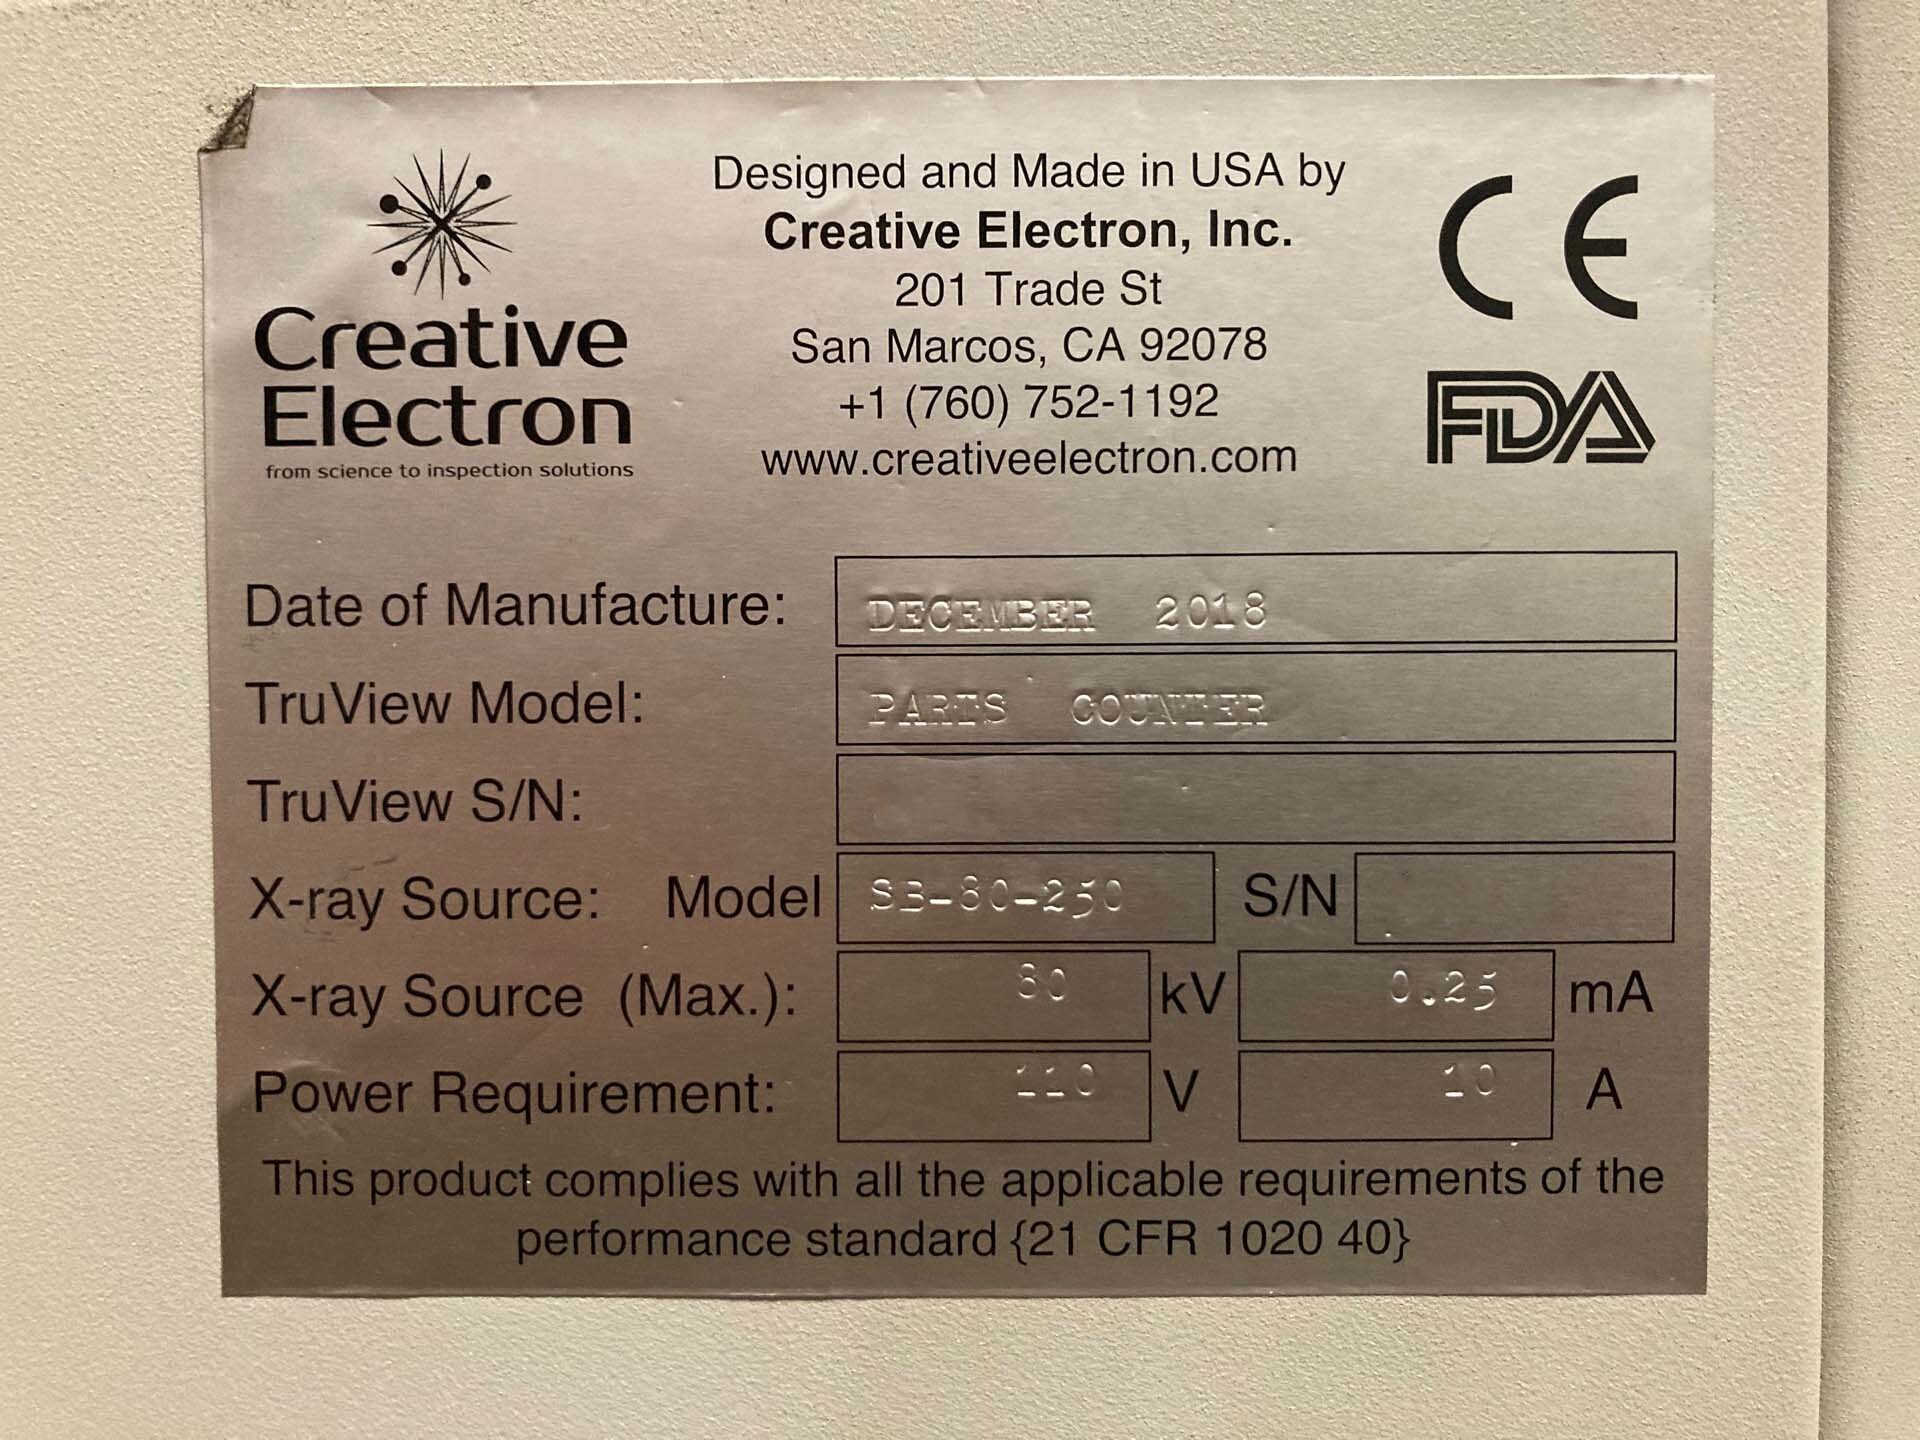 Creative
Electron
from science to inspection solutions
Designed and Made in USA by
Creative Electron, Inc.
201 Trade St
San Marcos, CA 92078
+1 (760) 752-1192
www.creativeelectron.com
CE
FDA
Date of Manufacture: DECEMBER 2018
TruView Model: PARTS COUNTER
TruView S/N:
X-ray Source: Model SB-80-250 S/N
X-ray Source (Max.): 80 kV 0.25 mA
Power Requirement: 110 V 10 A
This product complies with all the applicable requirements of the
performance standard {21 CFR 1020 40}